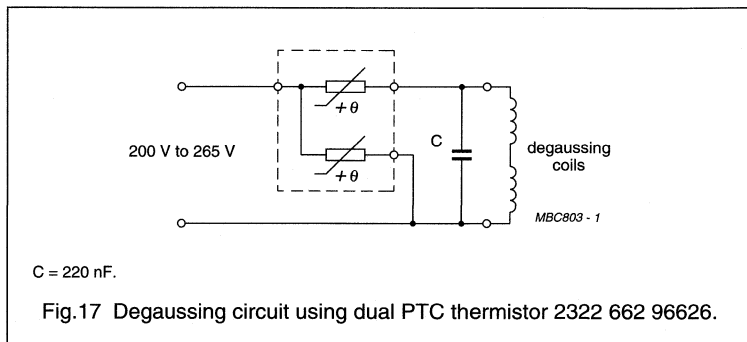 +θ
200 V to 265 V
+θ
C
degaussing
coils
MBC803 - 1
C = 220 nF.
Fig.17 Degaussing circuit using dual PTC thermistor 2322 662 96626.